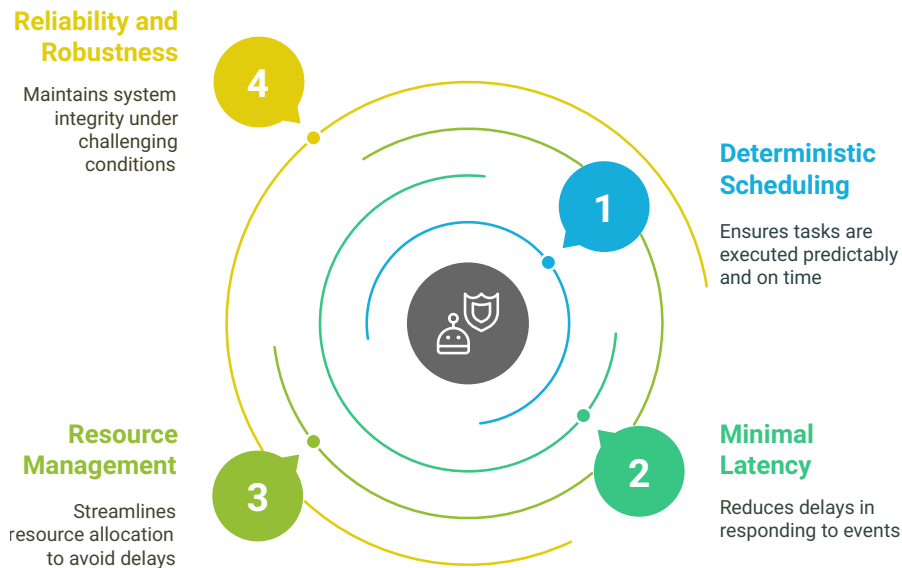 Reliability and
Robustness
4
Maintains system
integrity under
challenging
conditions
1
Deterministic
Scheduling
Ensures tasks are
executed predictably
and on time
Resource
Management
3
Streamlines
resource allocation
to avoid delays
2
Minimal
Latency
Reduces delays in
responding to events